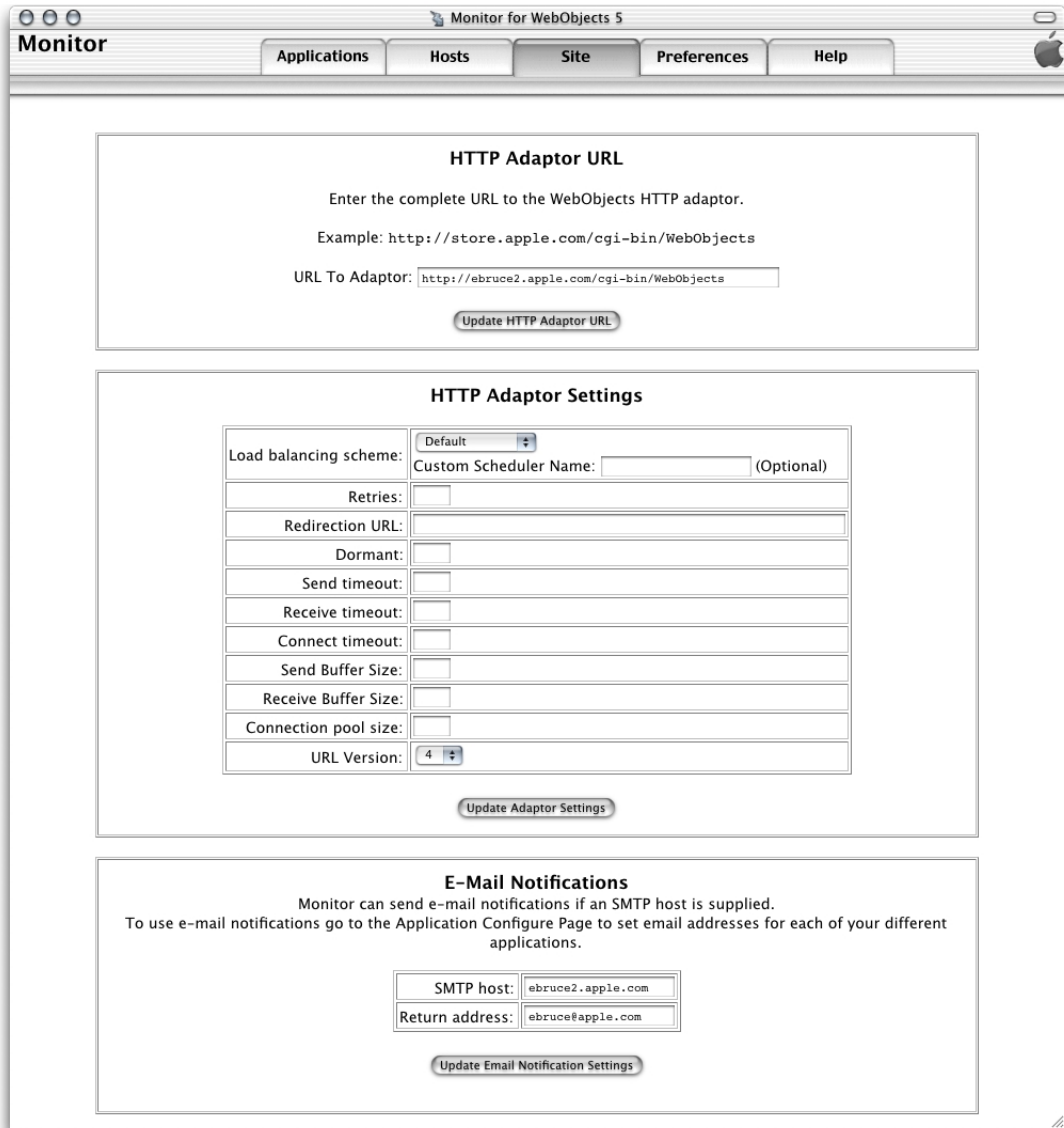 Monitor for WebObjects 5
Monitor
Applications
Hosts
Site
Preferences
Help
HTTP Adaptor URL
Enter the complete URL to the WebObjects HTTP adaptor.
Example: http://store.apple.com/cgi-bin/WebObjects
URL To Adaptor: http://ebruce2.apple.com/cgi-bin/WebObjects
Update HTTP Adaptor URL
HTTP Adaptor Settings
Load balancing scheme: Default
Custom Scheduler Name: (Optional)
Retries:
Redirection URL:
Dormant:
Send timeout:
Receive timeout:
Connect timeout:
Send Buffer Size:
Receive Buffer Size:
Connection pool size:
URL Version: 4
Update Adaptor Settings
E-Mail Notifications
Monitor can send e-mail notifications if an SMTP host is supplied.
To use e-mail notifications go to the Application Configure Page to set email addresses for each of your different
applications.
SMTP host: ebruce2.apple.com
Return address: ebruce@apple.com
Update Email Notification Settings